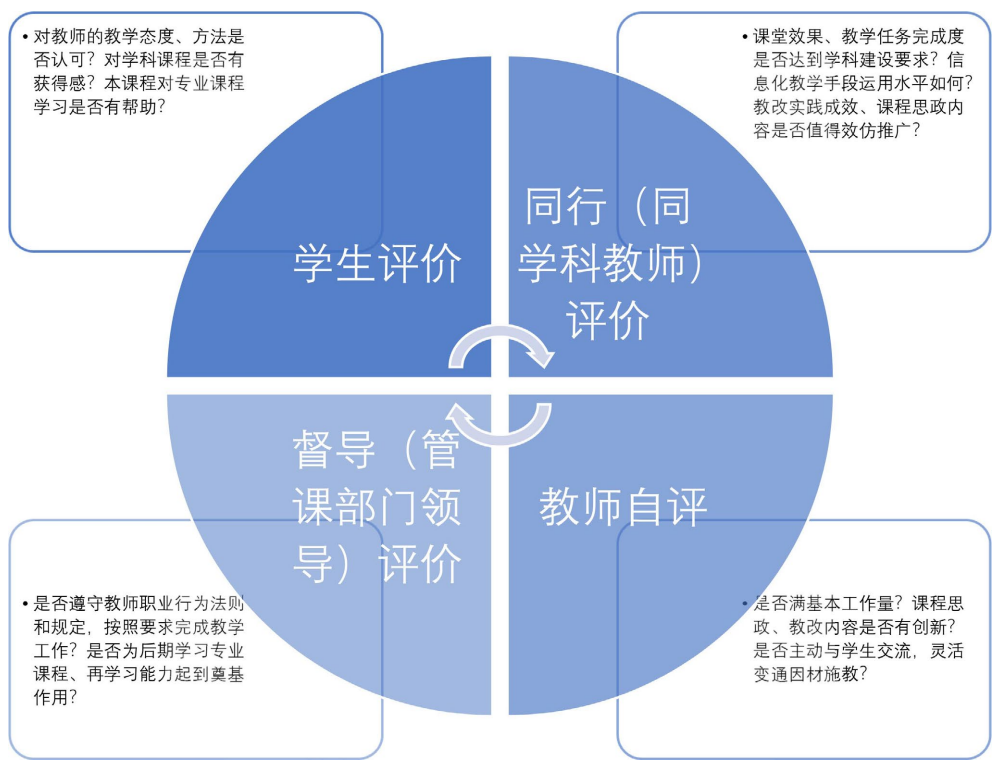 • 对教师的教学态度、方法是
否认可？对学科课程是否有
获得感？本课程对专业课程
学习是否有帮助？
• 课堂效果、教学任务完成度
是否达到学科建设要求？信
息化教学手段运用水平如何？
教改实践成效、课程思政内
容是否值得效仿推广？
学生评价
同行（同
学科教师）
评价
督导（管
课部门领
导）评价
教师自评
• 是否遵守教师职业行为法则
和规定，按照要求完成教学
工作？是否为后期学习专业
课程、再学习能力起到奠基
作用？
• 是否满基本工作量？课程思
政、教改内容是否有创新？
是否主动与学生交流，灵活
变通因材施教？